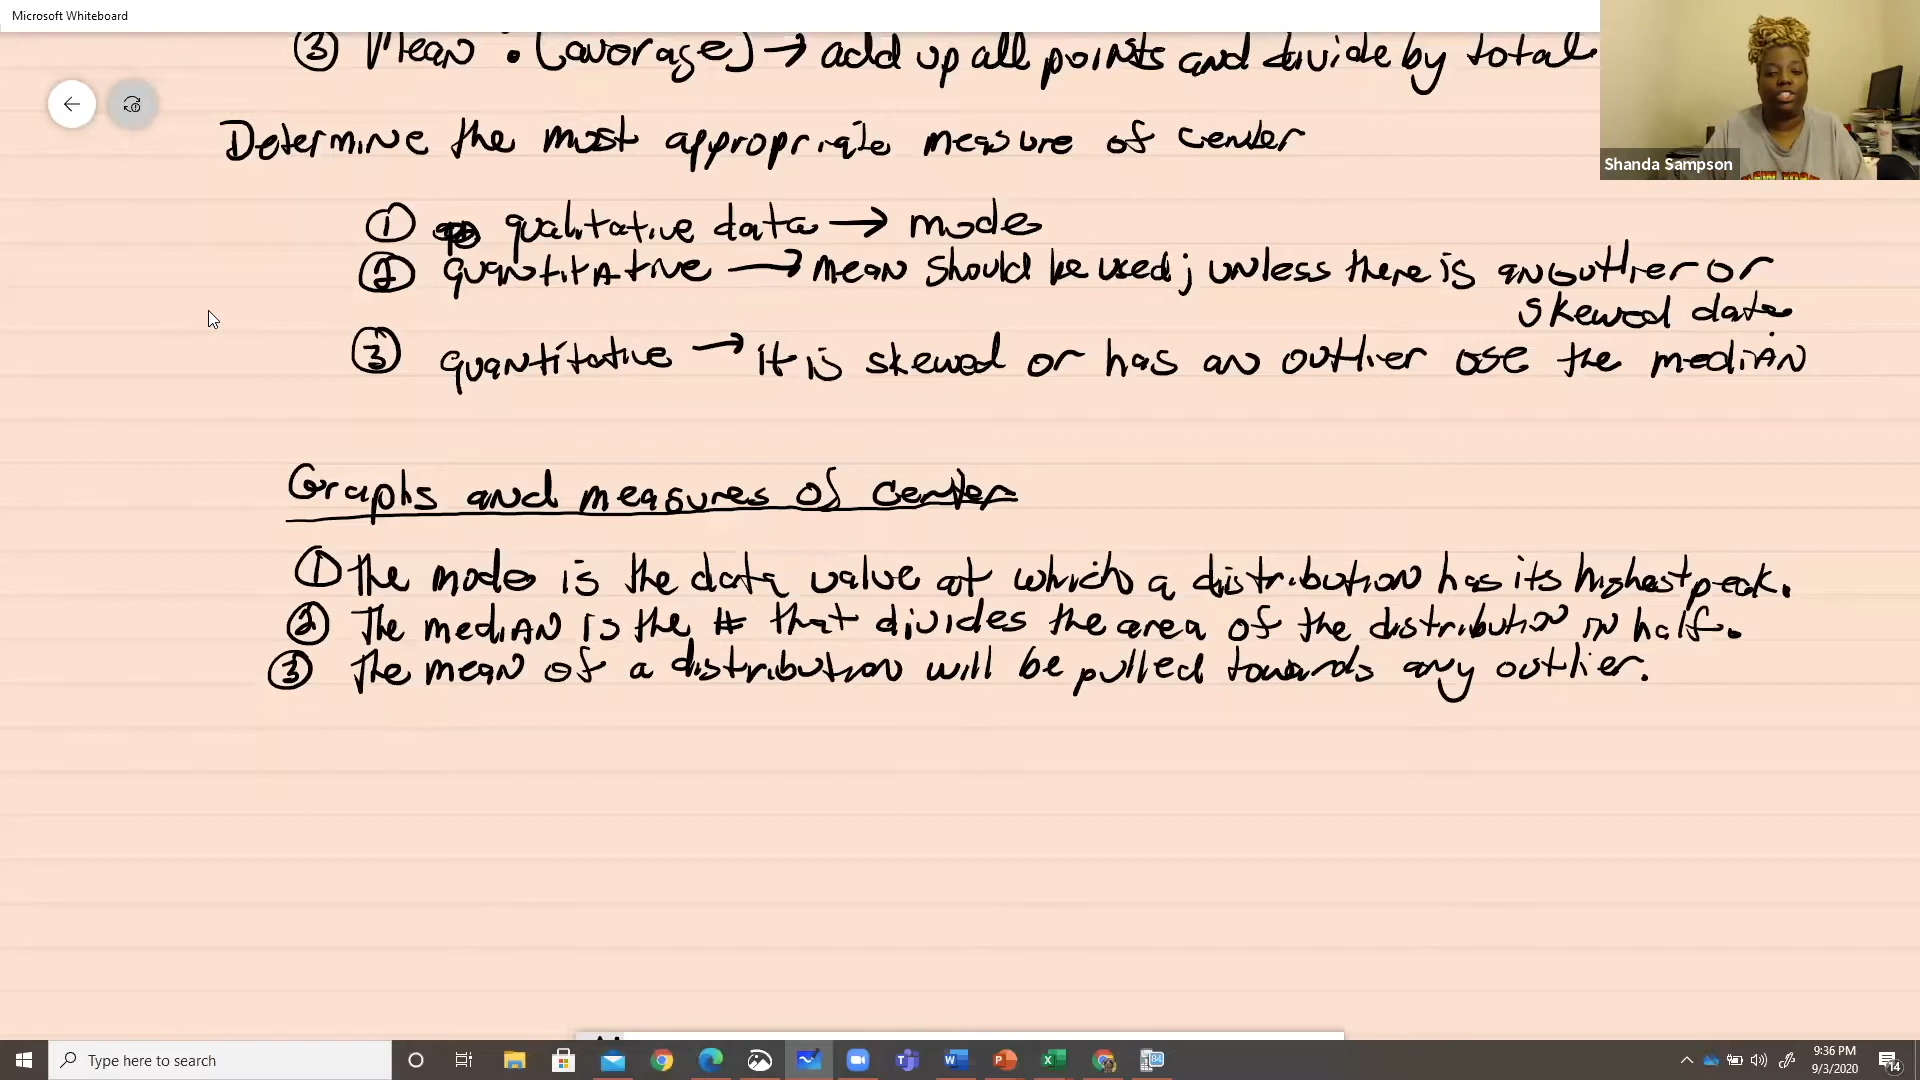 Microsoft Whiteboard
③ Mean : (average) → add up all points and divide by total
Shanda Sampson
Determine the most appropriate measure of center
① qualitative data → mode
② quantitative → mean should be used; unless there is an outlier or
skewed data
③ quantitative → it is skewed or has an outlier use the median
Graphs and measures of center
① The mode is the data value at which a distribution has its highest peak.
② The median is the # that divides the area of the distribution in half.
③ The mean of a distribution will be pulled towards any outlier.
Type here to search
84
9:36 PM
9/3/2020
14